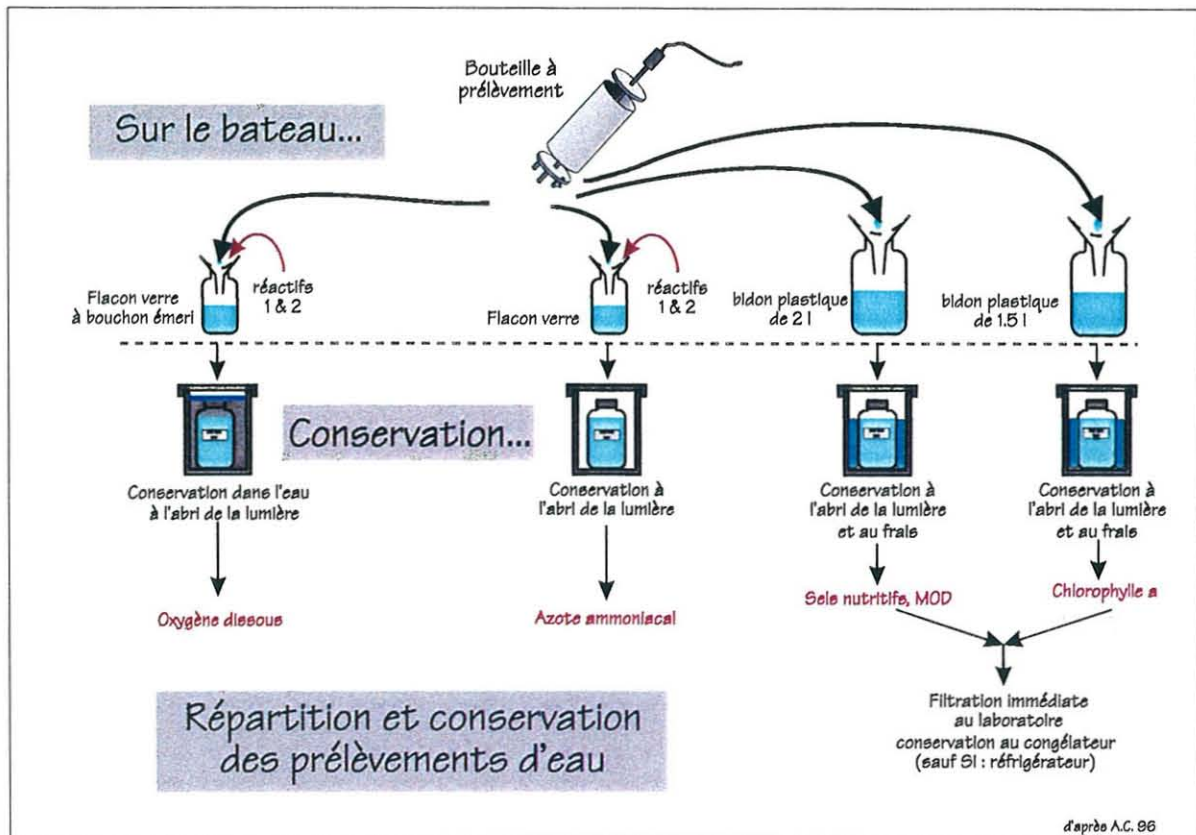 Bouteille à
prélèvement
Sur le bateau...
Flacon verre
à bouchon émeri
réactifs
1 & 2
Flacon verre
réactifs
1 & 2
bidon plastique
de 2 l
bidon plastique
de 1.5 l
Conservation...
Conservation dans l'eau
à l'abri de la lumière
Conservation à
l'abri de la lumière
Conservation à
l'abri de la lumière
et au frais
Conservation à
l'abri de la lumière
et au frais
Oxygène dissous
Azote ammoniacal
Sels nutritifs, MOD
Chlorophylle a
Répartition et conservation
des prélèvements d'eau
Filtration immédiate
au laboratoire
conservation au congélateur
(sauf SI : réfrigérateur)
d'après A.C. 96